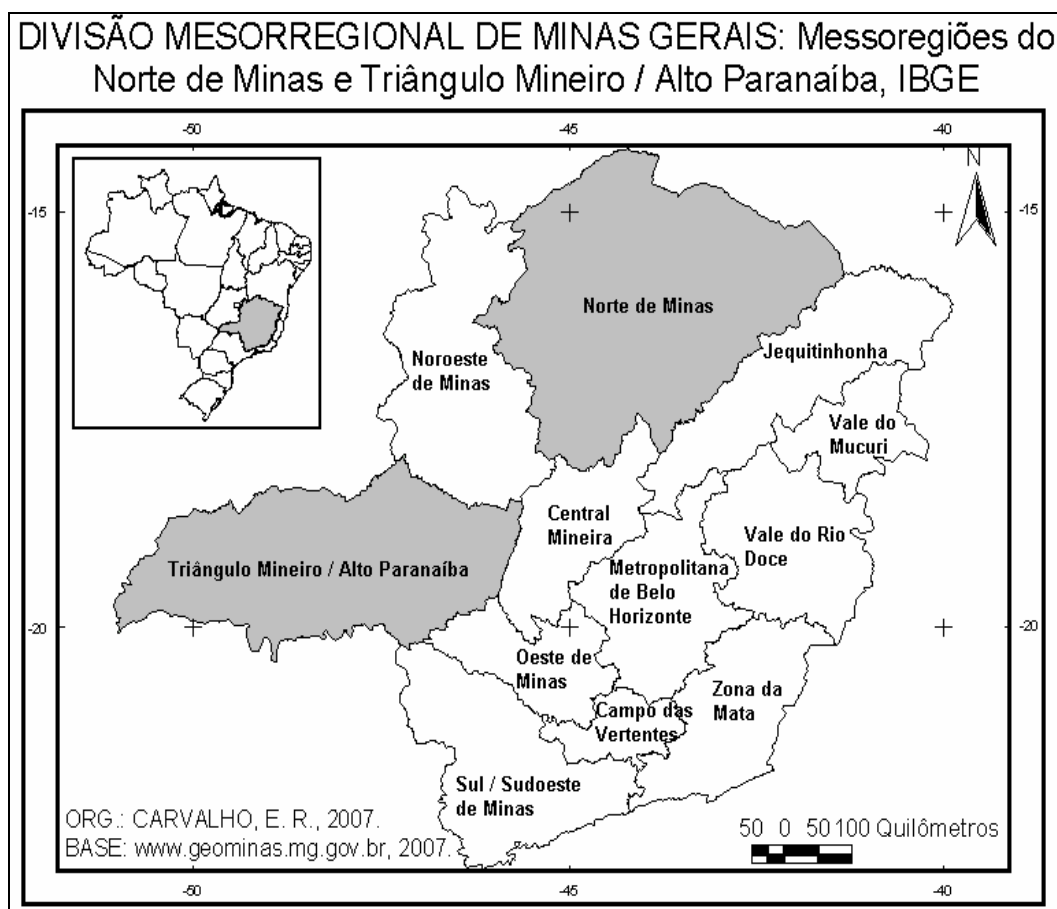 DIVISÃO MESORREGIONAL DE MINAS GERAIS: Messoregiões do
Norte de Minas e Triângulo Mineiro / Alto Paranaíba, IBGE
-50
-45
-40
N
-15
-15
Norte de Minas
Jequitinhonha
Noroeste
de Minas
Vale do
Mucuri
Central
Mineira
Vale do Rio
Doce
Triângulo Mineiro / Alto Paranaíba
Metropolitana
de Belo
Horizonte
-20
-20
Oeste de
Minas
Zona da
Mata
Campo das
Vertentes
Sul / Sudoeste
de Minas
ORG.: CARVALHO, E. R., 2007.
BASE: www.geominas.mg.gov.br, 2007.
50 0 50 100 Quilômetros
-50
-45
-40